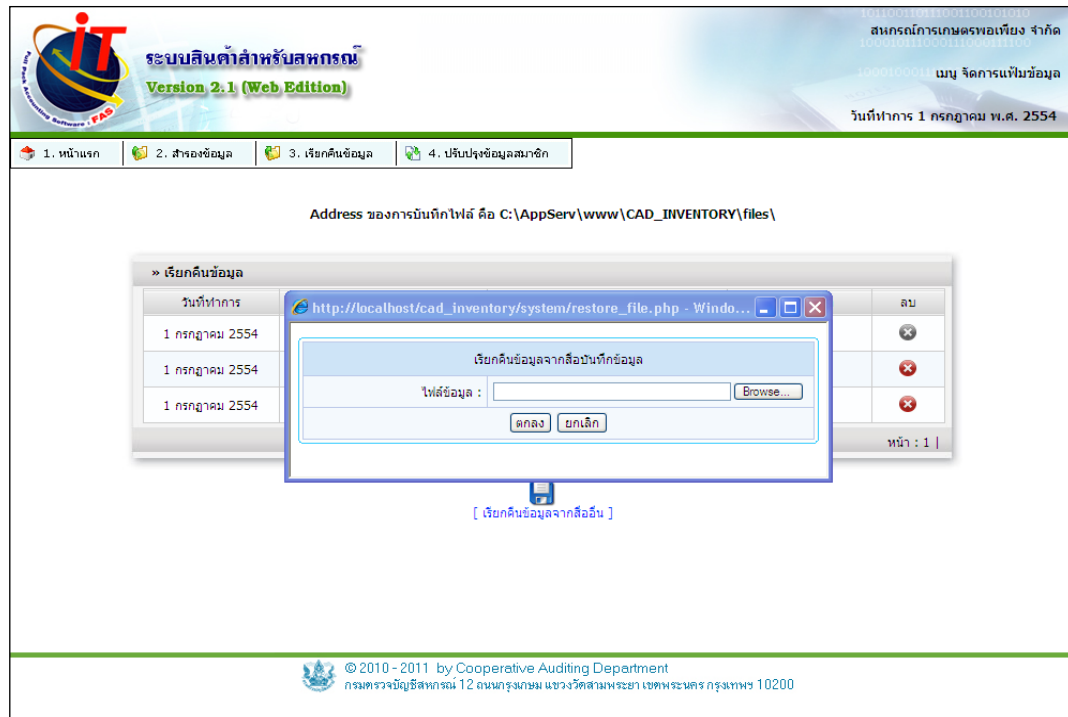 iT
Full Pack Accounting Software : FAS
ระบบสินค้าสำหรับสหกรณ์
Version 2.1 (Web Edition)
สหกรณ์การเกษตรพอเพียง จำกัด
เมนู จัดการแฟ้มข้อมูล
วันที่ทำการ 1 กรกฎาคม พ.ศ. 2554
1. หน้าแรก
2. สำรองข้อมูล
3. เรียกคืนข้อมูล
4. ปรับปรุงข้อมูลสมาชิก
Address ของการบันทึกไฟล์ คือ C:\AppServ\www\CAD_INVENTORY\files\
» เรียกคืนข้อมูล
วันที่ทำการ ลบ
http://localhost/cad_inventory/system/restore_file.php - Windo...
1 กรกฎาคม 2554
เรียกคืนข้อมูลจากสื่อบันทึกข้อมูล
1 กรกฎาคม 2554
ไฟล์ข้อมูล : Browse...
1 กรกฎาคม 2554
ตกลง ยกเลิก
หน้า : 1 |
[ เรียกคืนข้อมูลจากสื่ออื่น ]
© 2010 - 2011 by Cooperative Auditing Department
กรมตรวจบัญชีสหกรณ์ 12 ถนนกรุงเกษม แขวงวัดสามพระยา เขตพระนคร กรุงเทพฯ 10200